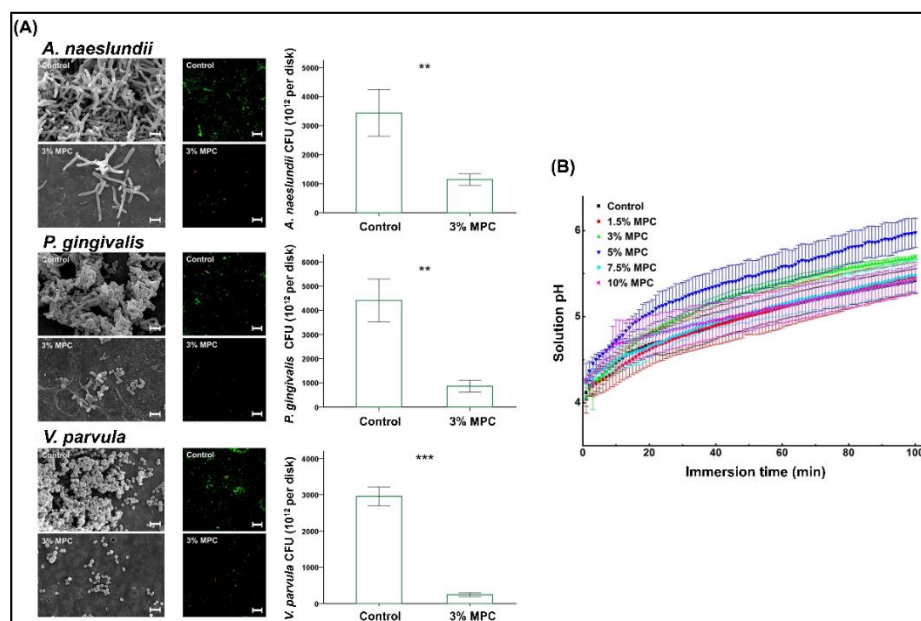 (A)
A. naeslundii
Control
3% MPC
Control
3% MPC
A. naeslundii CFU (10¹² per disk)
5000
4000
3000
2000
1000
0
**
Control
3% MPC
P. gingivalis
Control
3% MPC
Control
3% MPC
P. gingivalis CFU (10¹² per disk)
6000
5000
4000
3000
2000
1000
0
**
Control
3% MPC
V. parvula
Control
3% MPC
Control
3% MPC
V. parvula CFU (10¹² per disk)
4000
3000
2000
1000
0
***
Control
3% MPC
(B)
Control
1.5% MPC
3% MPC
5% MPC
7.5% MPC
10% MPC
Solution pH
6
5
4
0
20
40
60
80
100
Immersion time (min)